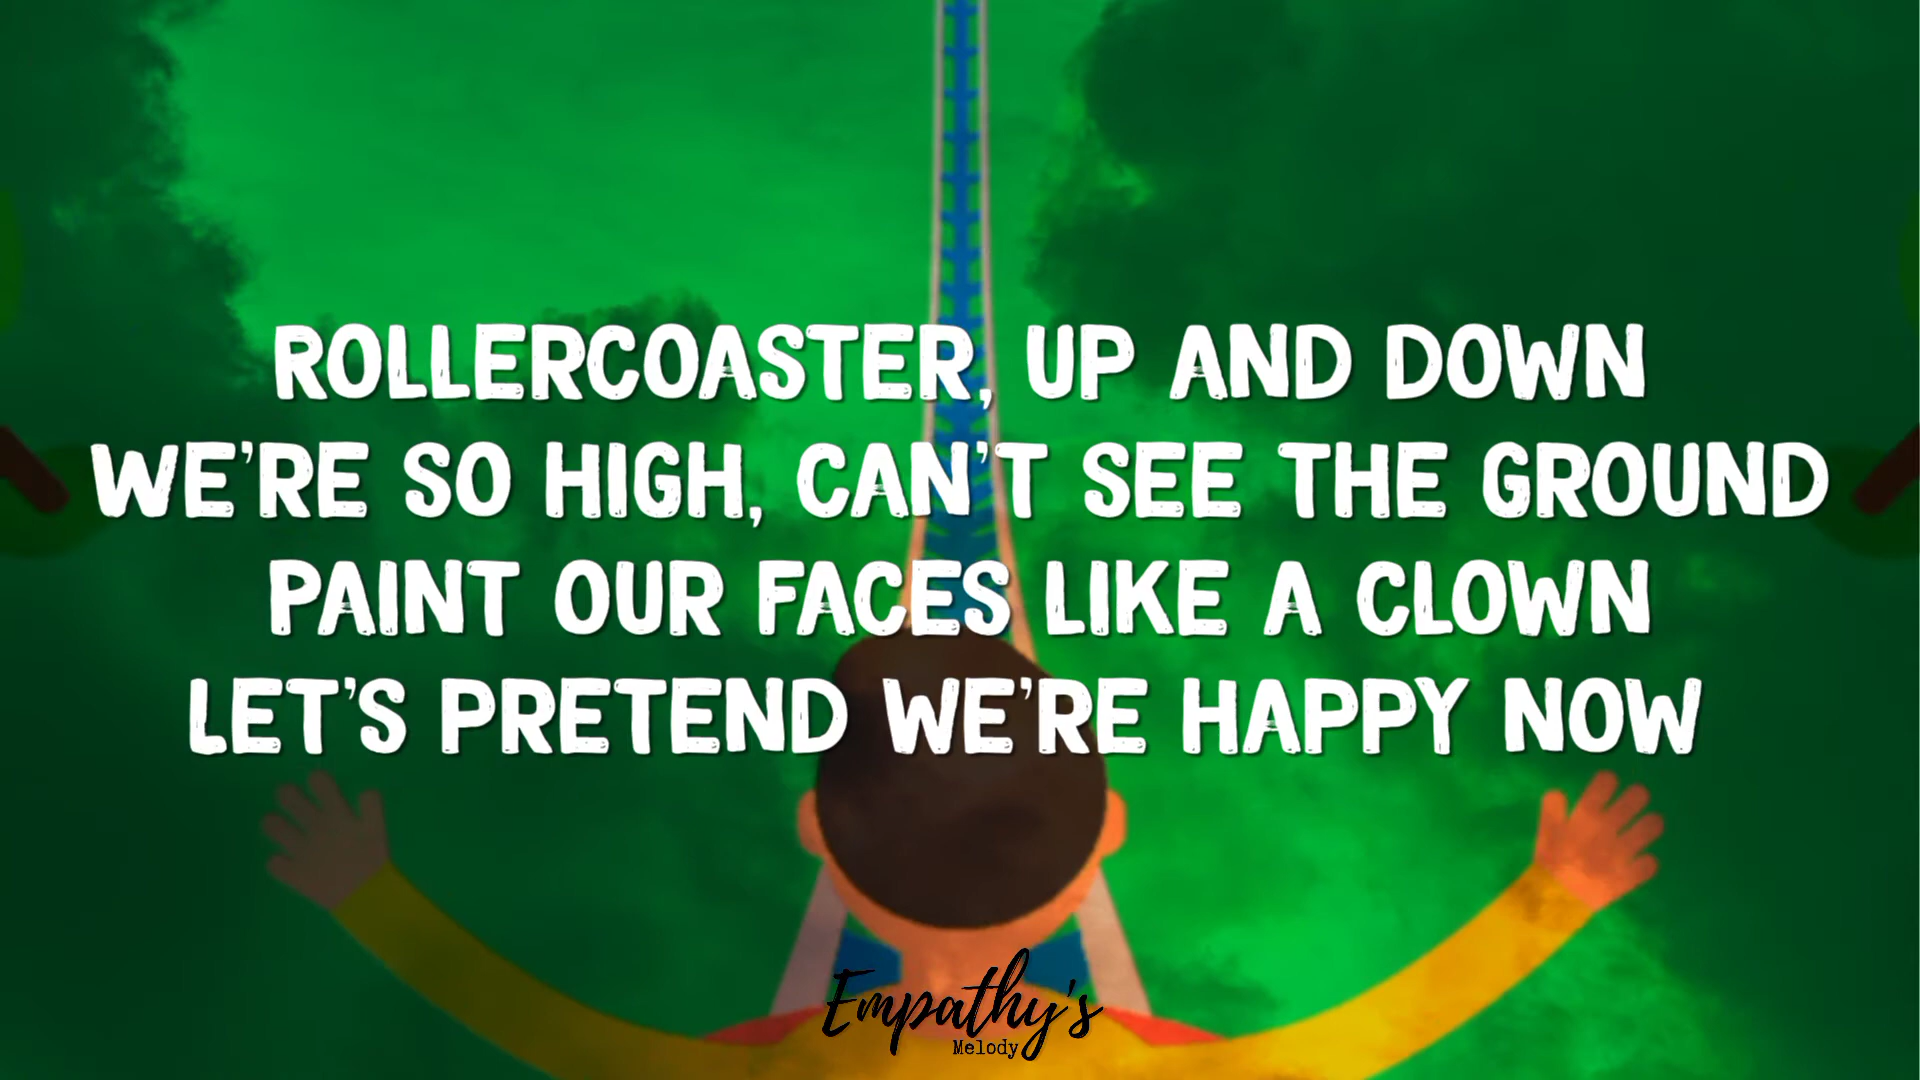 ROLLERCOASTER, UP AND DOWN
WE'RE SO HIGH, CAN'T SEE THE GROUND
PAINT OUR FACES LIKE A CLOWN
LET'S PRETEND WE'RE HAPPY NOW
Empathy's
Melody